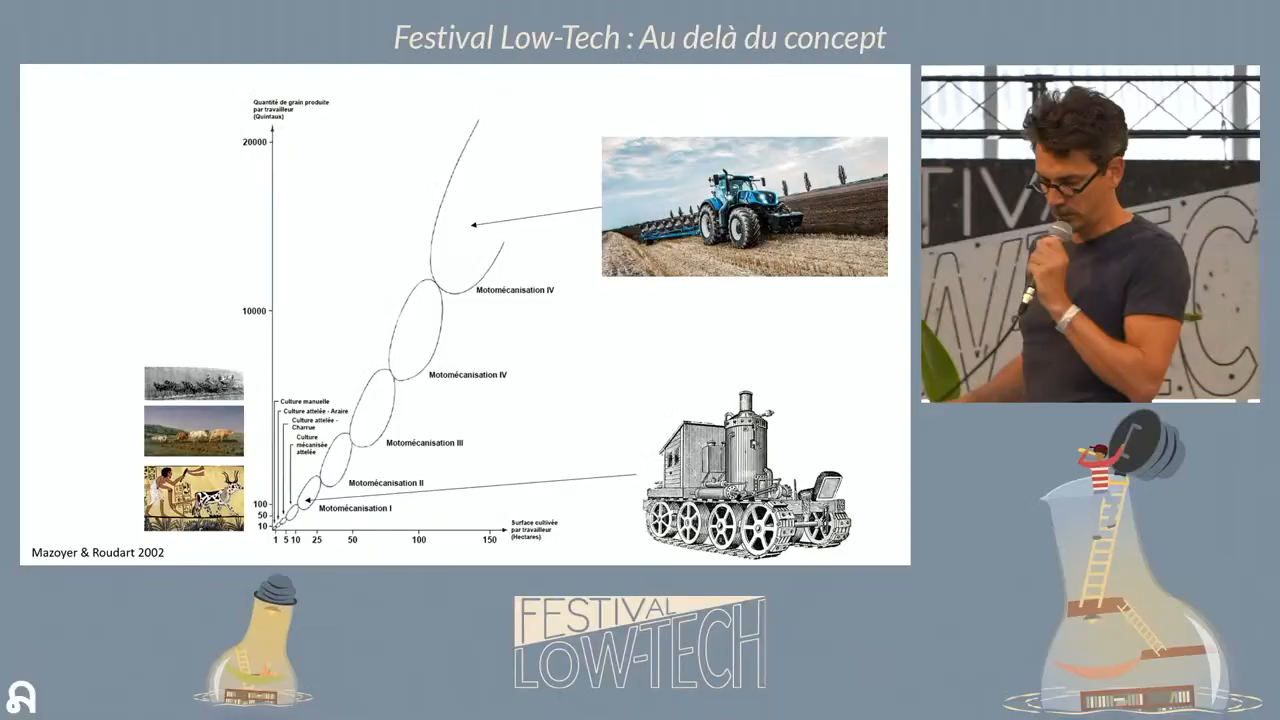 Festival Low-Tech : Au delà du concept
Quantité de grain produite
par travailleur
(Quintaux)
20000
10000
100
50
10
Culture manuelle
Culture attelée - Araire
Culture attelée -
Charrue
Culture
mécanisée
attelée
Motomécanisation IV
Motomécanisation IV
Motomécanisation III
Motomécanisation II
Motomécanisation I
1 5 10 25 50 100 150
Surface cultivée
par travailleur
(Hectares)
Mazoyer & Roudart 2002
FESTIVAL
LOW-TECH